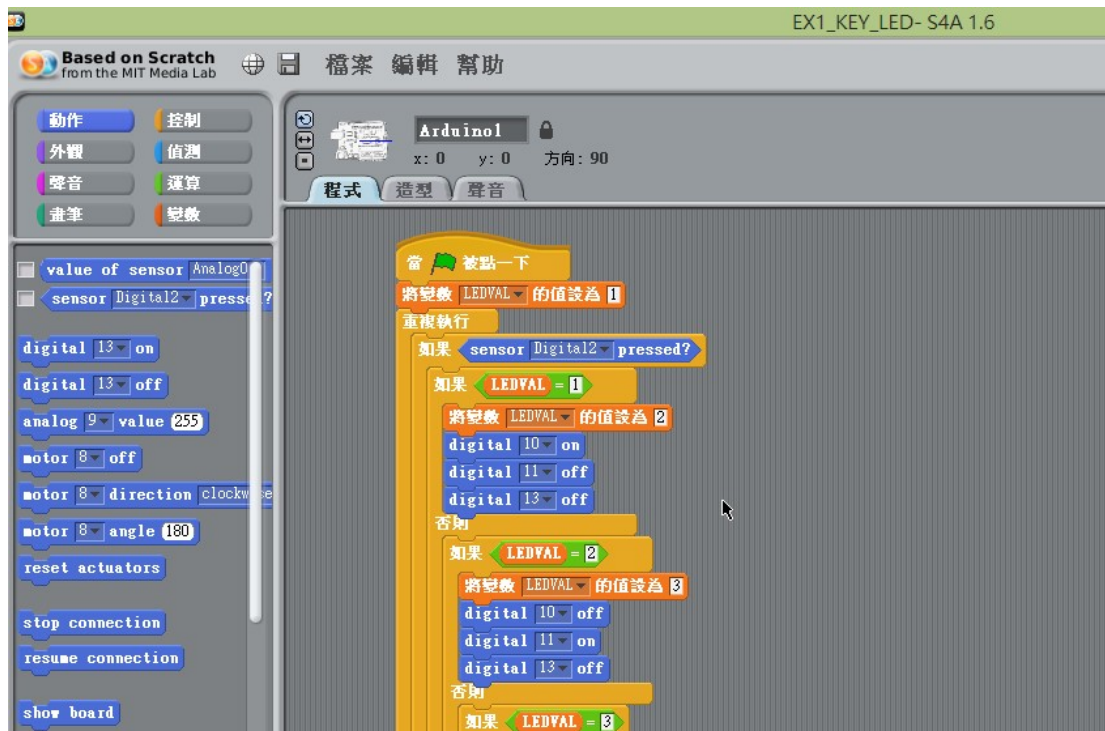 EX1_KEY_LED- S4A 1.6
Based on Scratch
from the MIT Media Lab
檔案 編輯 幫助
動作 控制
外觀 偵測
聲音 運算
畫筆 變數
Arduino1
x: 0 y: 0 方向: 90
程式 造型 聲音
value of sensor Analog0
sensor Digital2 presse ?
digital 13 on
digital 13 off
analog 9 value 255
motor 8 off
motor 8 direction clockw se
motor 8 angle 180
reset actuators
stop connection
resume connection
show board
當 被點一下
將變數 LEDVAL 的值設為 1
重複執行
如果 sensor Digital2 pressed?
如果 LEDVAL = 1
將變數 LEDVAL 的值設為 2
digital 10 on
digital 11 off
digital 13 off
否則
如果 LEDVAL = 2
將變數 LEDVAL 的值設為 3
digital 10 off
digital 11 on
digital 13 off
否則
如果 LEDVAL = 3